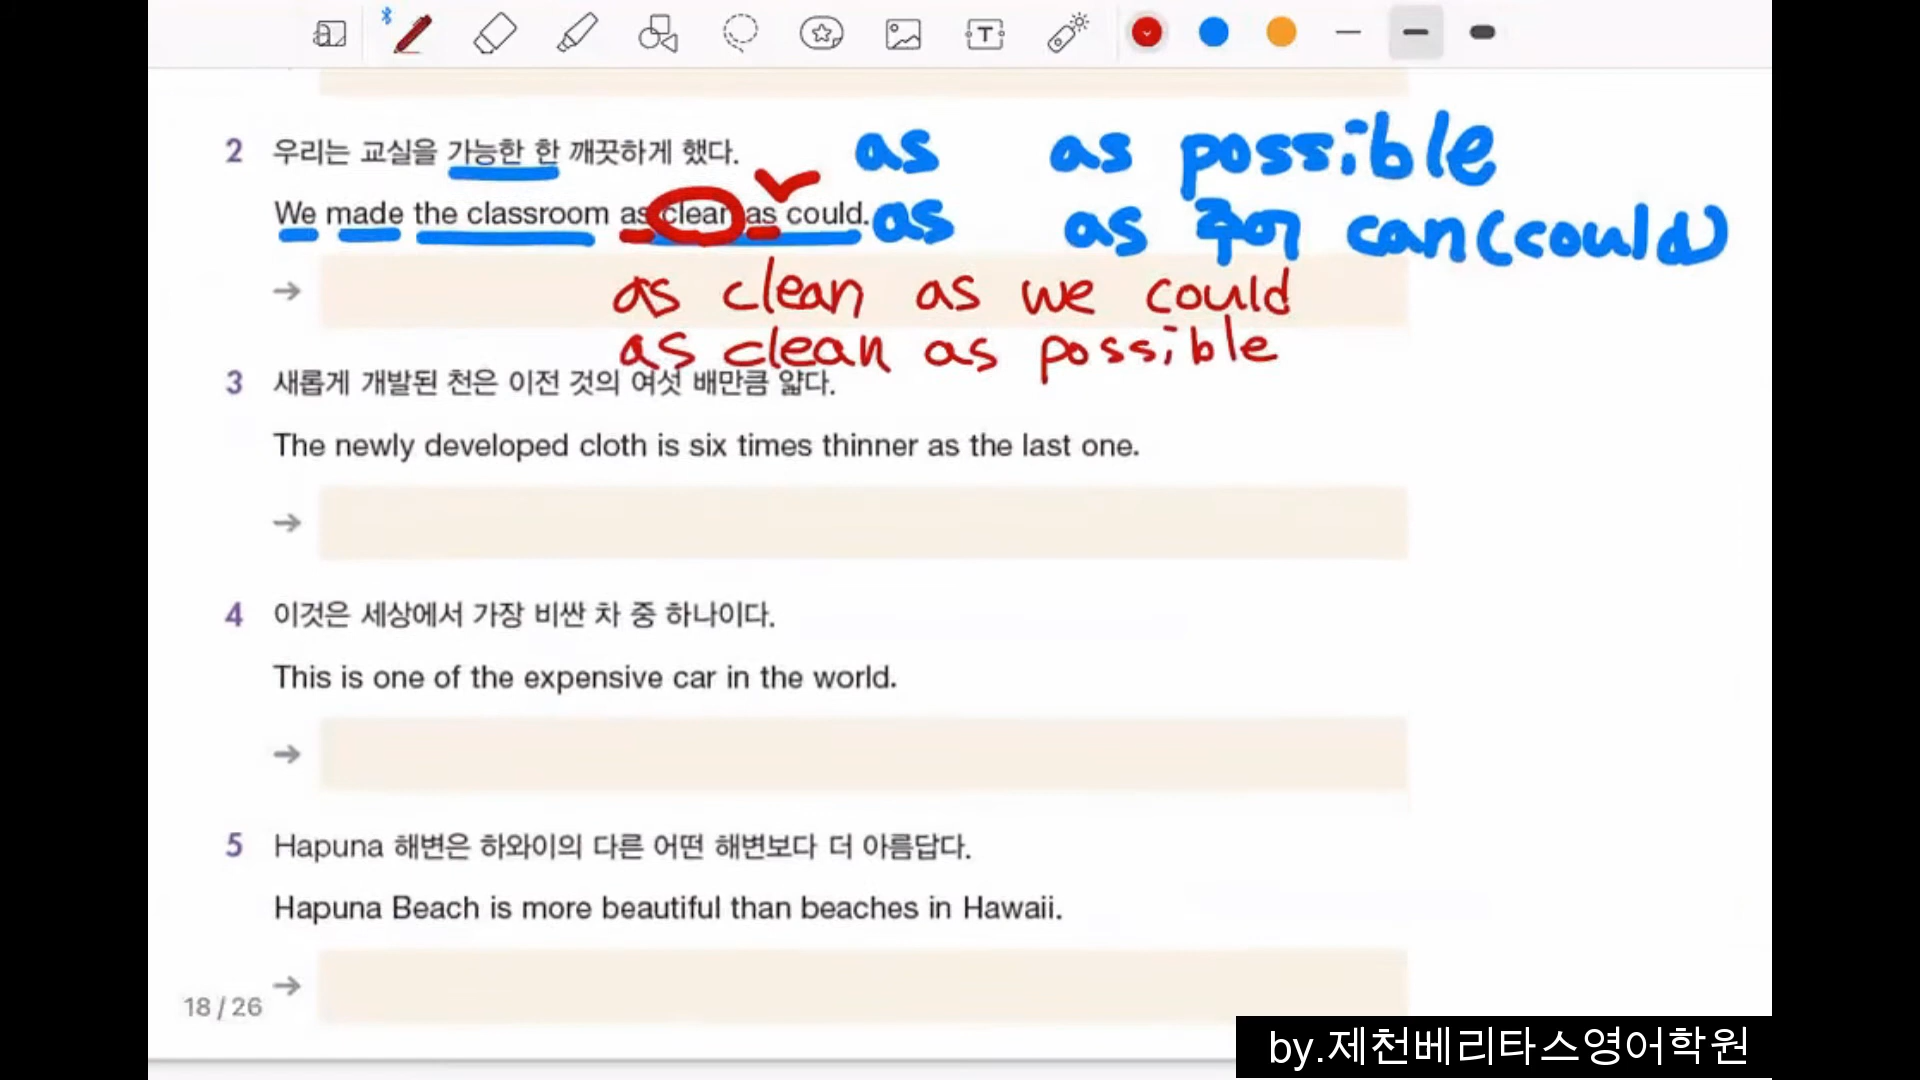 2 우리는 교실을 가능한 한 깨끗하게 했다.
as as possible
We made the classroom as clean as could.
as as 주어 can(could)
→ as clean as we could
as clean as possible
3 새롭게 개발된 천은 이전 것의 여섯 배만큼 얇다.
The newly developed cloth is six times thinner as the last one.
→
4 이것은 세상에서 가장 비싼 차 중 하나이다.
This is one of the expensive car in the world.
→
5 Hapuna 해변은 하와이의 다른 어떤 해변보다 더 아름답다.
Hapuna Beach is more beautiful than beaches in Hawaii.
→
18 / 26
by.제천베리타스영어학원